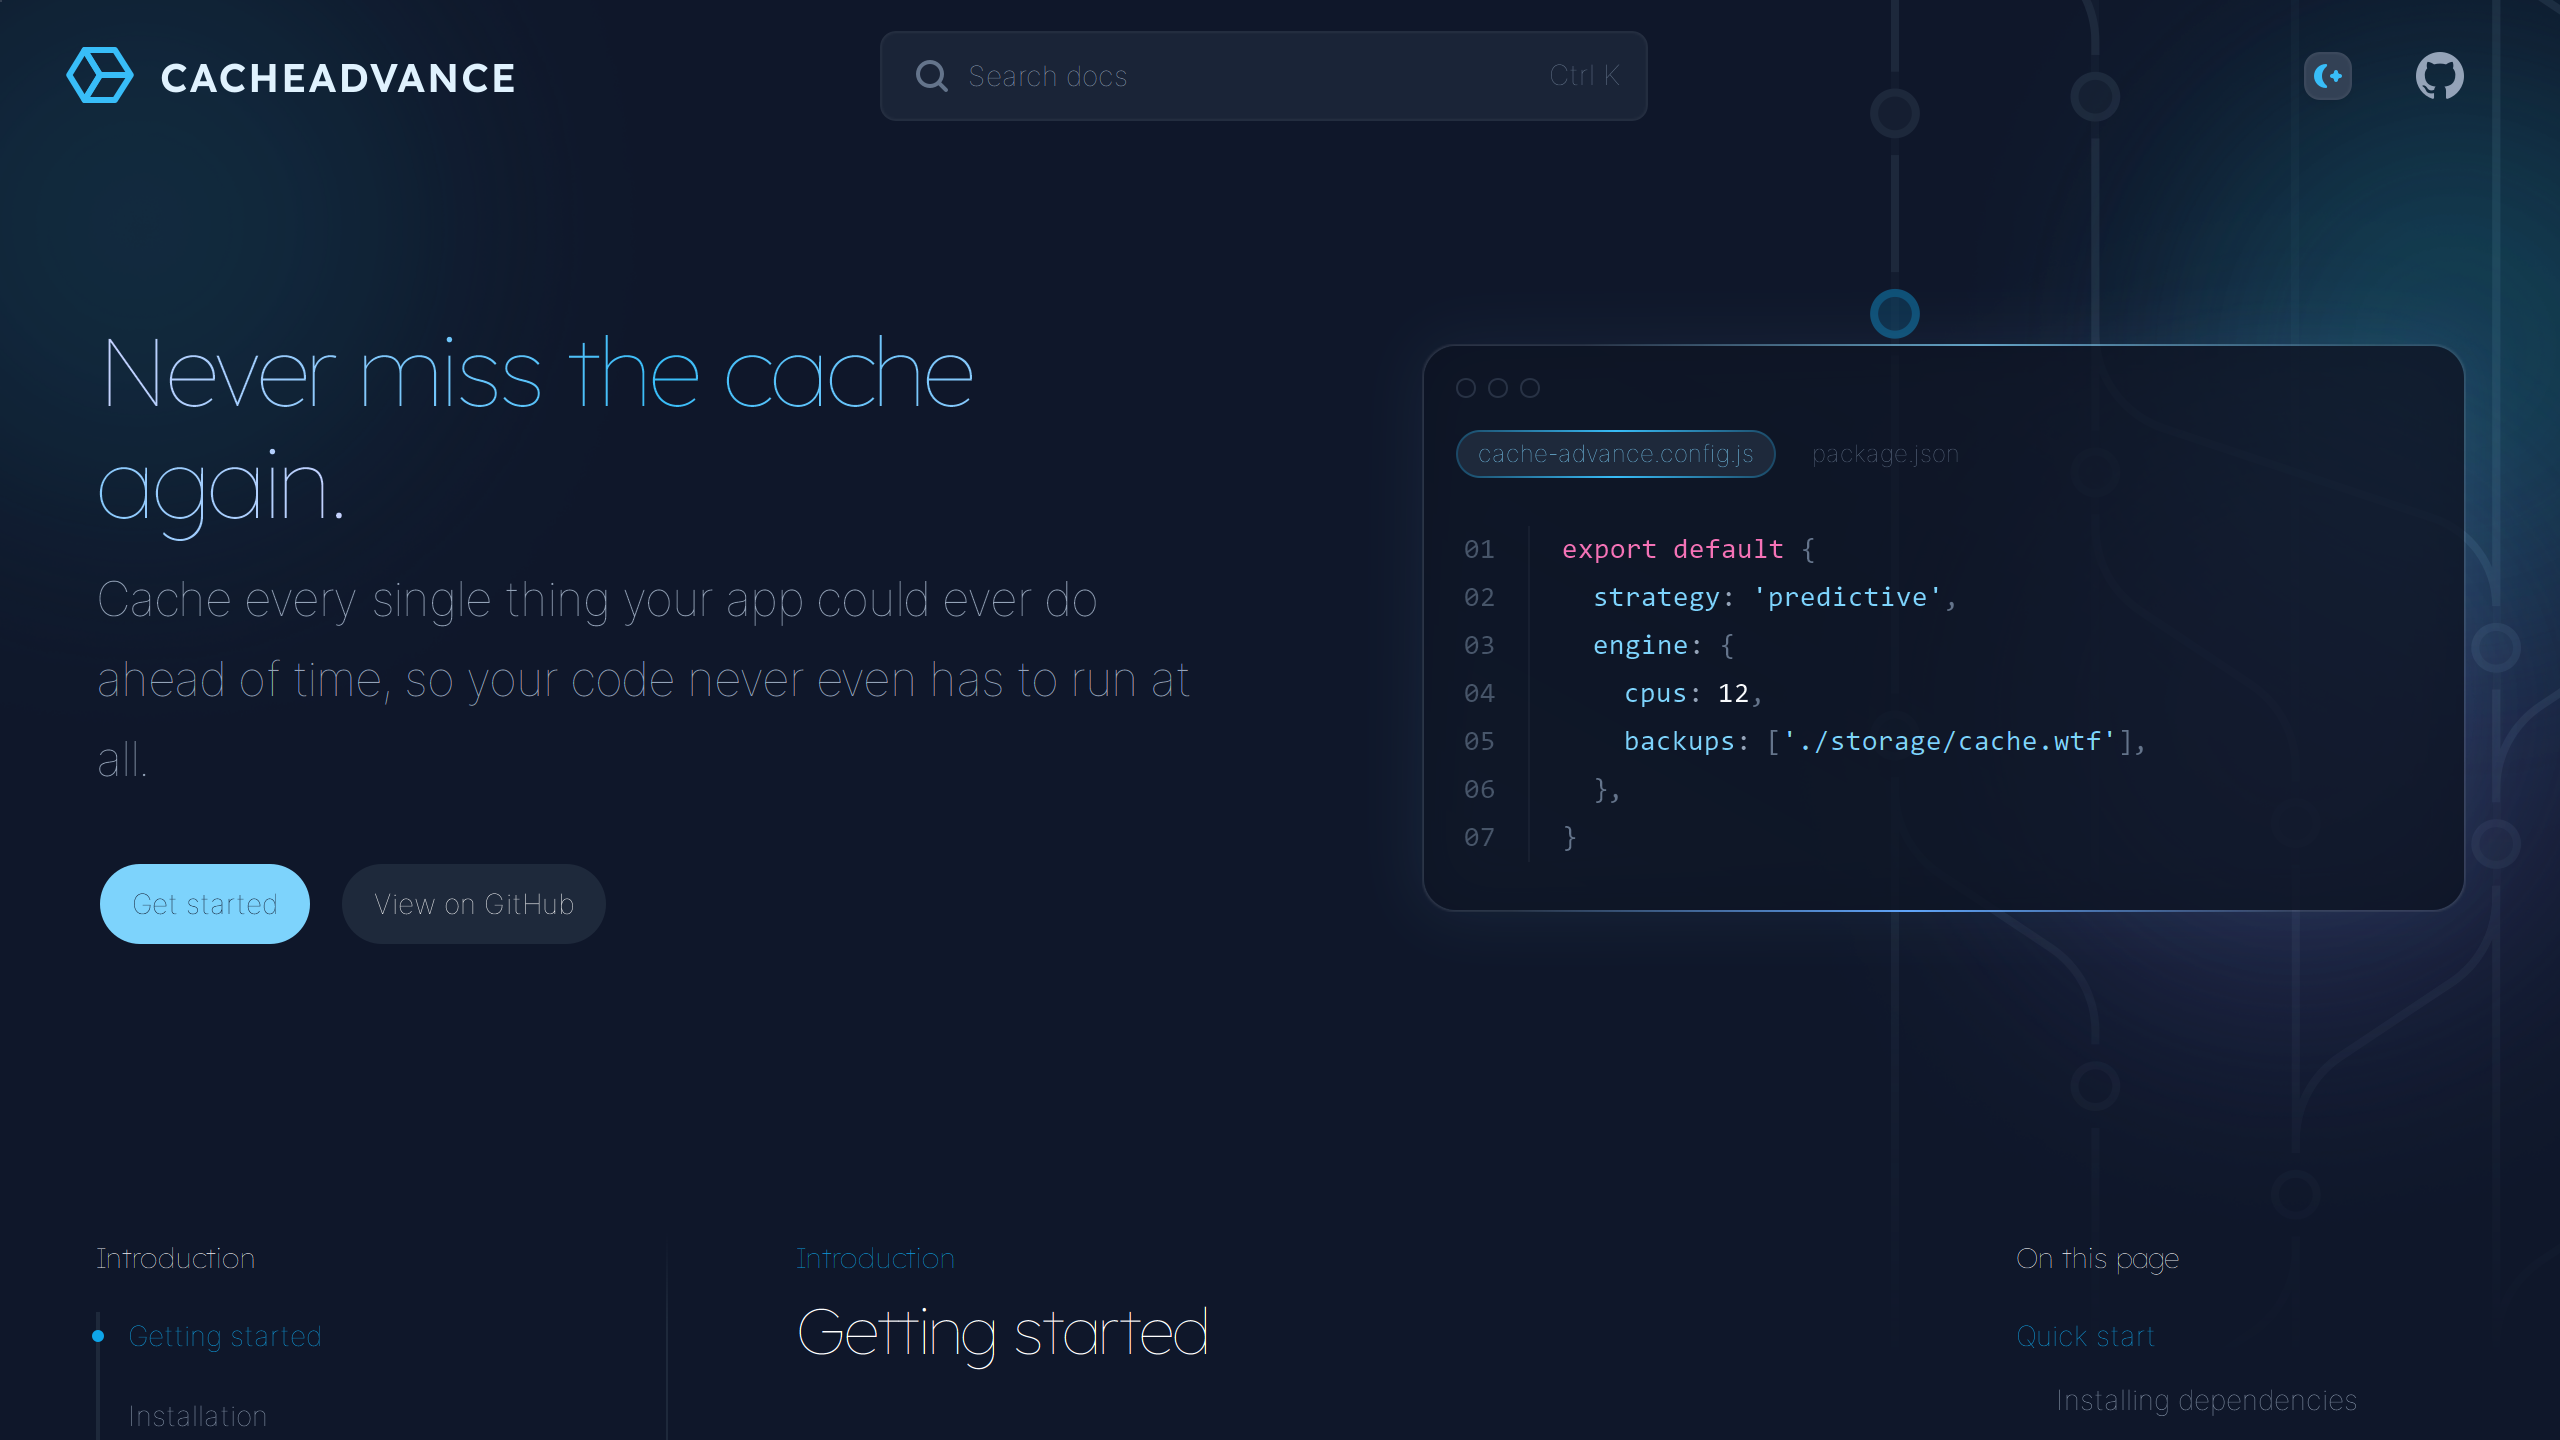 CACHEADVANCE
Search docs
Ctrl K
Never miss the cache
again.
Cache every single thing your app could ever do
ahead of time, so your code never even has to run at
all.
Get started
View on GitHub
cache-advance.config.js
package.json
01 export default {
02 strategy: 'predictive',
03 engine: {
04 cpus: 12,
05 backups: ['./storage/cache.wtf'],
06 },
07 }
Introduction
Getting started
Installation
Introduction
Getting started
On this page
Quick start
Installing dependencies